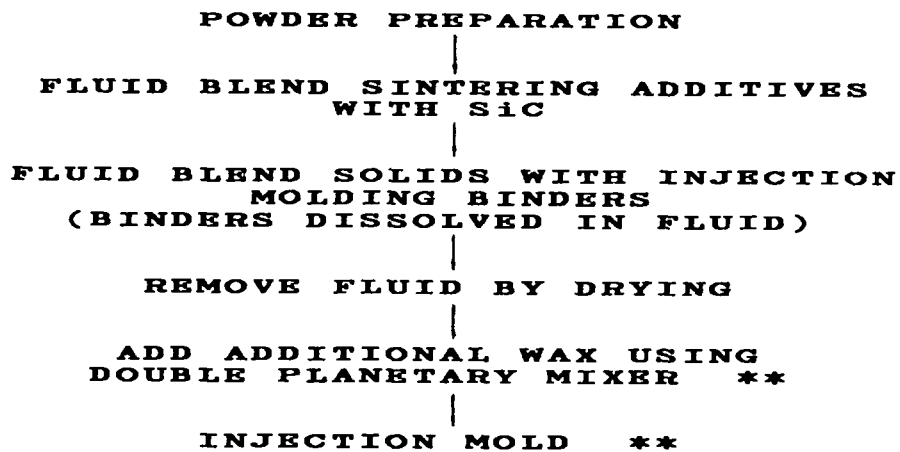 POWDER PREPARATION
FLUID BLEND SINTERING ADDITIVES
WITH SiC
FLUID BLEND SOLIDS WITH INJECTION
MOLDING BINDERS
(BINDERS DISSOLVED IN FLUID)
REMOVE FLUID BY DRYING
ADD ADDITIONAL WAX USING
DOUBLE PLANETARY MIXER **
INJECTION MOLD **